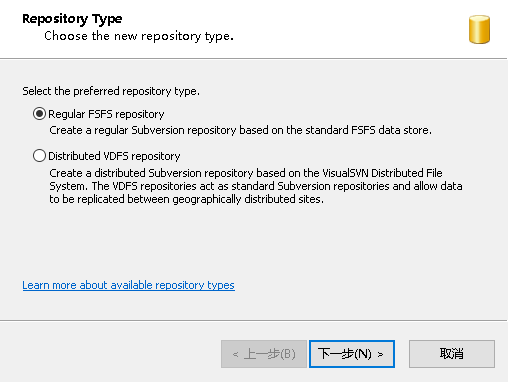 Repository Type
Choose the new repository type.
Select the preferred repository type.
Regular FSFS repository
Create a regular Subversion repository based on the standard FSFS data store.
Distributed VDFS repository
Create a distributed Subversion repository based on the VisualSVN Distributed File
System. The VDFS repositories act as standard Subversion repositories and allow data
to be replicated between geographically distributed sites.
Learn more about available repository types
< 上一步(B)
下一步(N) >
取消